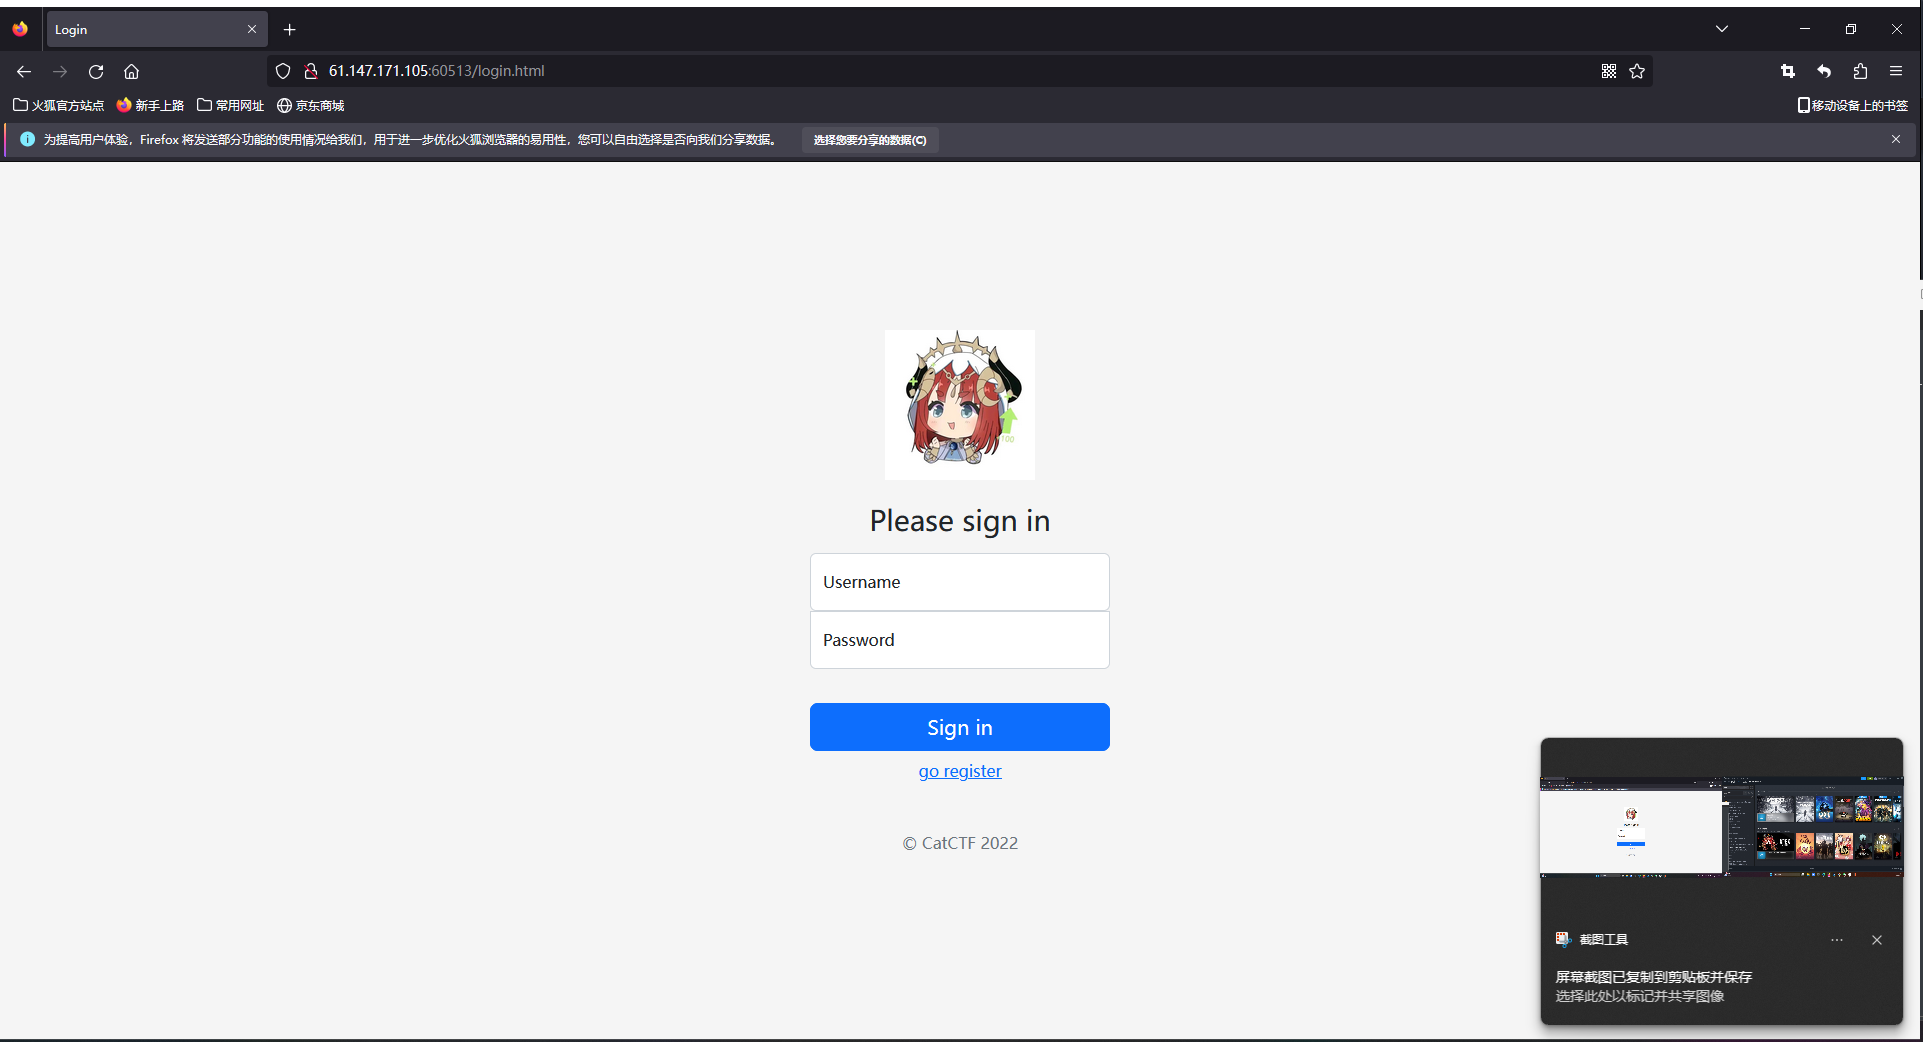 Login
61.147.171.105:60513/login.html
火狐官方站点 新手上路 常用网址 京东商城 移动设备上的书签
为提高用户体验，Firefox 将发送部分功能的使用情况给我们，用于进一步优化火狐浏览器的易用性，您可以自由选择是否向我们分享数据。 选择您要分享的数据(C)
Please sign in
Username
Password
Sign in
go register
© CatCTF 2022
截图工具
屏幕截图已复制到剪贴板并保存
选择此处以标记并共享图像